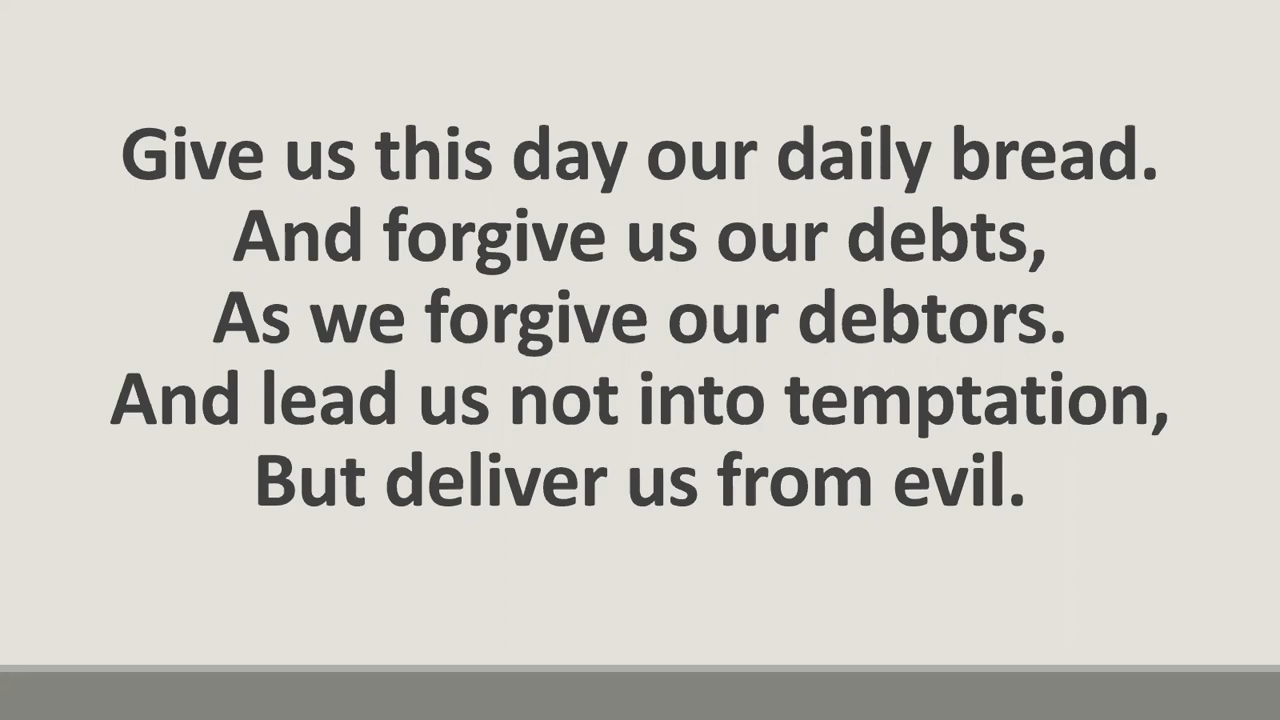 Give us this day our daily bread.
And forgive us our debts,
As we forgive our debtors.
And lead us not into temptation,
But deliver us from evil.